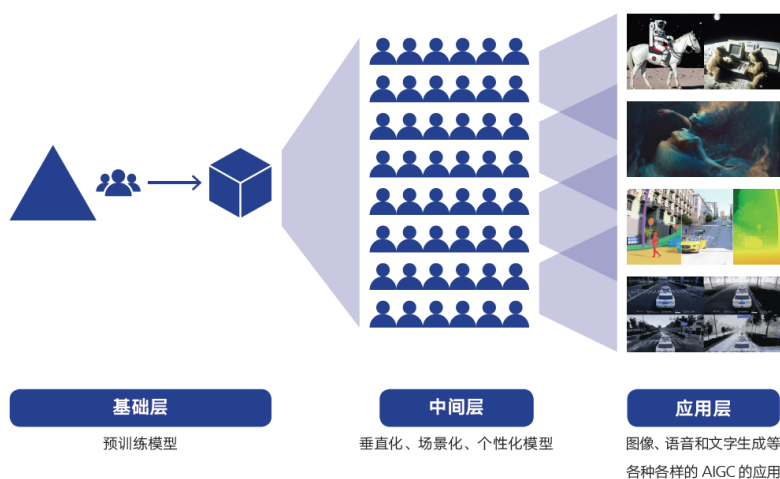 基础层
预训练模型
中间层
垂直化、场景化、个性化模型
应用层
图像、语音和文字生成等
各种各样的 AIGC 的应用